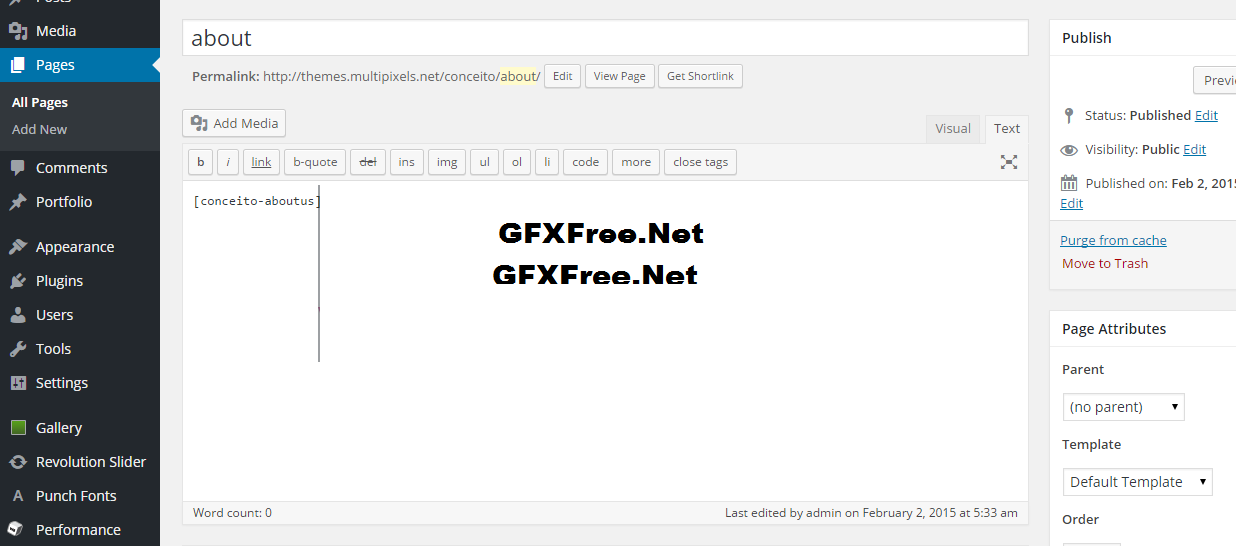 Posts
Media
Pages
All Pages
Add New
Comments
Portfolio
Appearance
Plugins
Users
Tools
Settings
Gallery
Revolution Slider
A Punch Fonts
Performance
about
Permalink: http://themes.multipixels.net/conceito/about/ Edit View Page Get Shortlink
Add Media
Visual Text
b i link b-quote del ins img ul ol li code more close tags
[conceito-aboutus]
GFXFree.Net
GFXFree.Net
Word count: 0 Last edited by admin on February 2, 2015 at 5:33 am
Publish
Previ
Status: Published Edit
Visibility: Public Edit
Published on: Feb 2, 2015
Edit
Purge from cache
Move to Trash
Page Attributes
Parent
(no parent)
Template
Default Template
Order